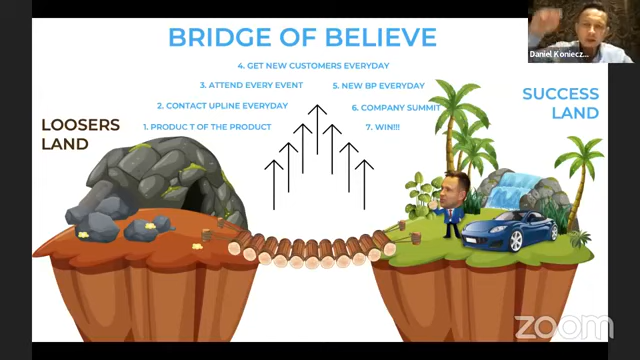 BRIDGE OF BELIEVE
4. GET NEW CUSTOMERS EVERYDAY
3. ATTEND EVERY EVENT
5. NEW BP EVERYDAY
2. CONTACT UPLINE EVERYDAY
6. COMPANY SUMMIT
1. PRODUC T OF THE PRODUCT
7. WIN!!!
LOOSERS
LAND
SUCCESS
LAND
Daniel Koniecz...
zoom